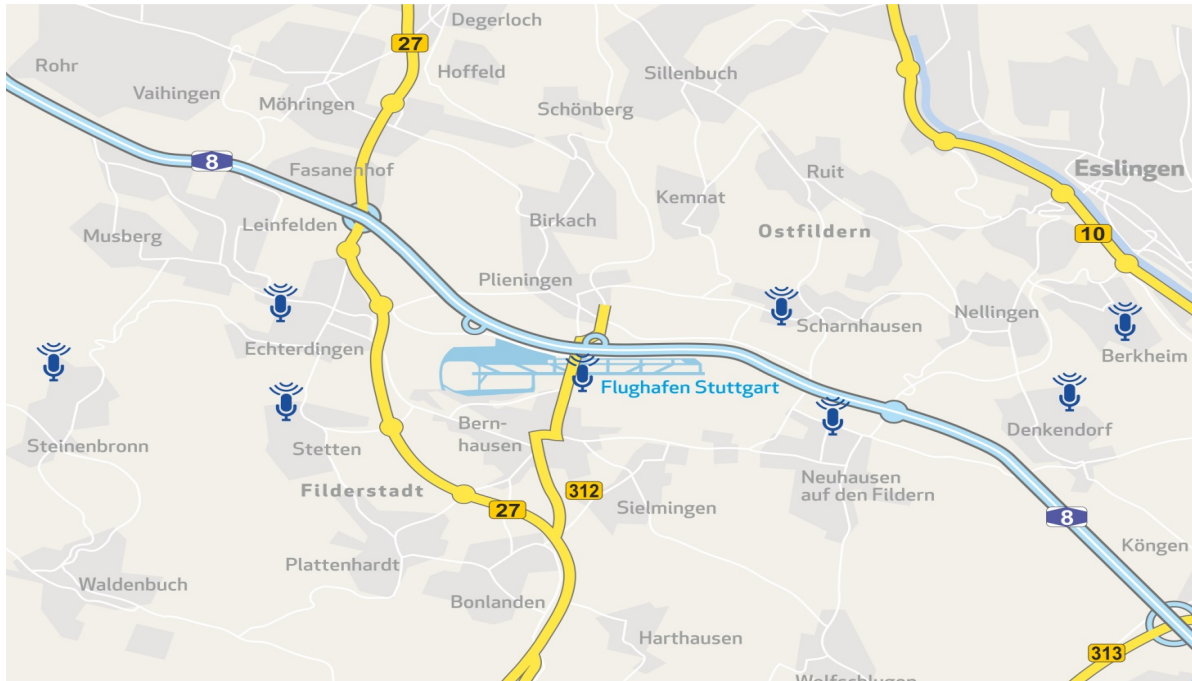 Degerloch
27
Rohr
Hoffeld
Sillenbuch
Vaihingen
Möhringen
Schönberg
8
Fasanenhof
Ruit
Esslingen
Kemnat
Leinfelden
Birkach
Musberg
Ostfildern
10
Plieningen
Nellingen
Scharnhausen
Echterdingen
Berkheim
Flughafen Stuttgart
Bern-
hausen
Denkendorf
Steinenbronn
Stetten
Neuhausen
auf den Fildern
Filderstadt
312
27
Sielmingen
8
Köngen
Plattenhardt
Waldenbuch
Bonlanden
Harthausen
313
Wolfschlugen